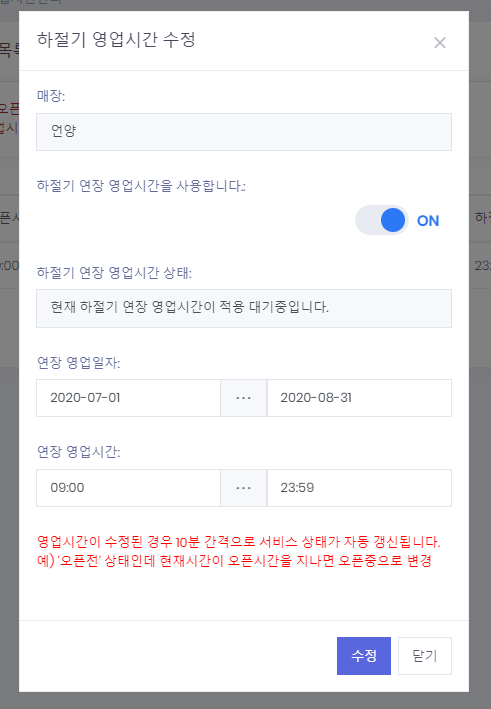 하절기 영업시간 수정
×
매장:
언양
하절기 연장 영업시간을 사용합니다.:
ON
하절기 연장 영업시간 상태:
현재 하절기 연장 영업시간이 적용 대기중입니다.
연장 영업일자:
2020-07-01 ··· 2020-08-31
연장 영업시간:
09:00 ··· 23:59
영업시간이 수정된 경우 10분 간격으로 서비스 상태가 자동 갱신됩니다.
예) '오픈전' 상태인데 현재시간이 오픈시간을 지나면 오픈중으로 변경
수정 닫기